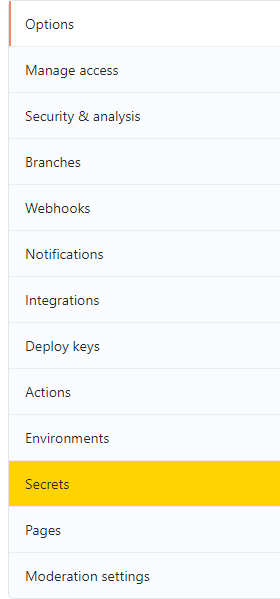 Options
Manage access
Security & analysis
Branches
Webhooks
Notifications
Integrations
Deploy keys
Actions
Environments
Secrets
Pages
Moderation settings